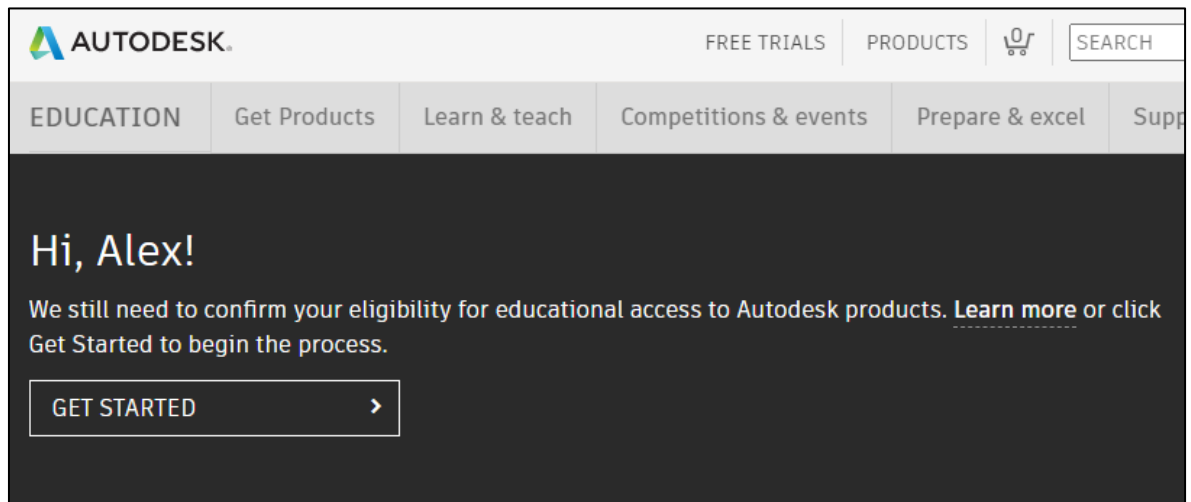 AUTODESK.
FREE TRIALS
PRODUCTS
0
SEARCH
EDUCATION
Get Products
Learn & teach
Competitions & events
Prepare & excel
Supp
Hi, Alex!
We still need to confirm your eligibility for educational access to Autodesk products. Learn more or click
Get Started to begin the process.
GET STARTED